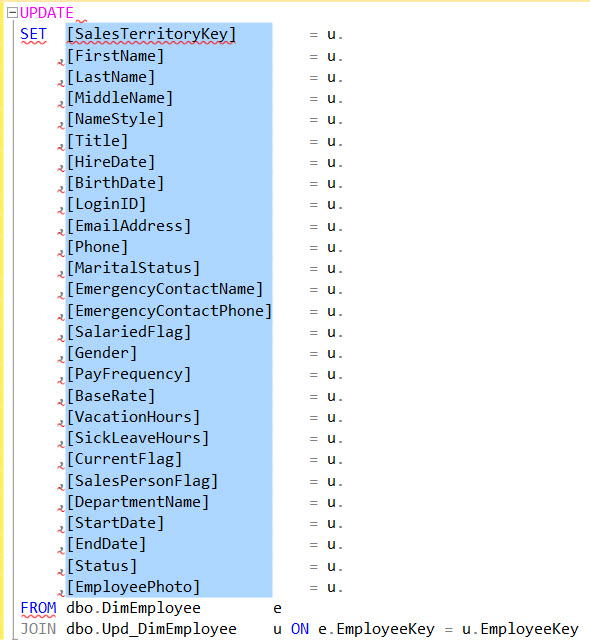 UPDATE
SET [SalesTerritoryKey] = u.
,[FirstName] = u.
,[LastName] = u.
,[MiddleName] = u.
,[NameStyle] = u.
,[Title] = u.
,[HireDate] = u.
,[BirthDate] = u.
,[LoginID] = u.
,[EmailAddress] = u.
,[Phone] = u.
,[MaritalStatus] = u.
,[EmergencyContactName] = u.
,[EmergencyContactPhone] = u.
,[SalariedFlag] = u.
,[Gender] = u.
,[PayFrequency] = u.
,[BaseRate] = u.
,[VacationHours] = u.
,[SickLeaveHours] = u.
,[CurrentFlag] = u.
,[SalesPersonFlag] = u.
,[DepartmentName] = u.
,[StartDate] = u.
,[EndDate] = u.
,[Status] = u.
,[EmployeePhoto] = u.
FROM dbo.DimEmployee e
JOIN dbo.Upd_DimEmployee u ON e.EmployeeKey = u.EmployeeKey